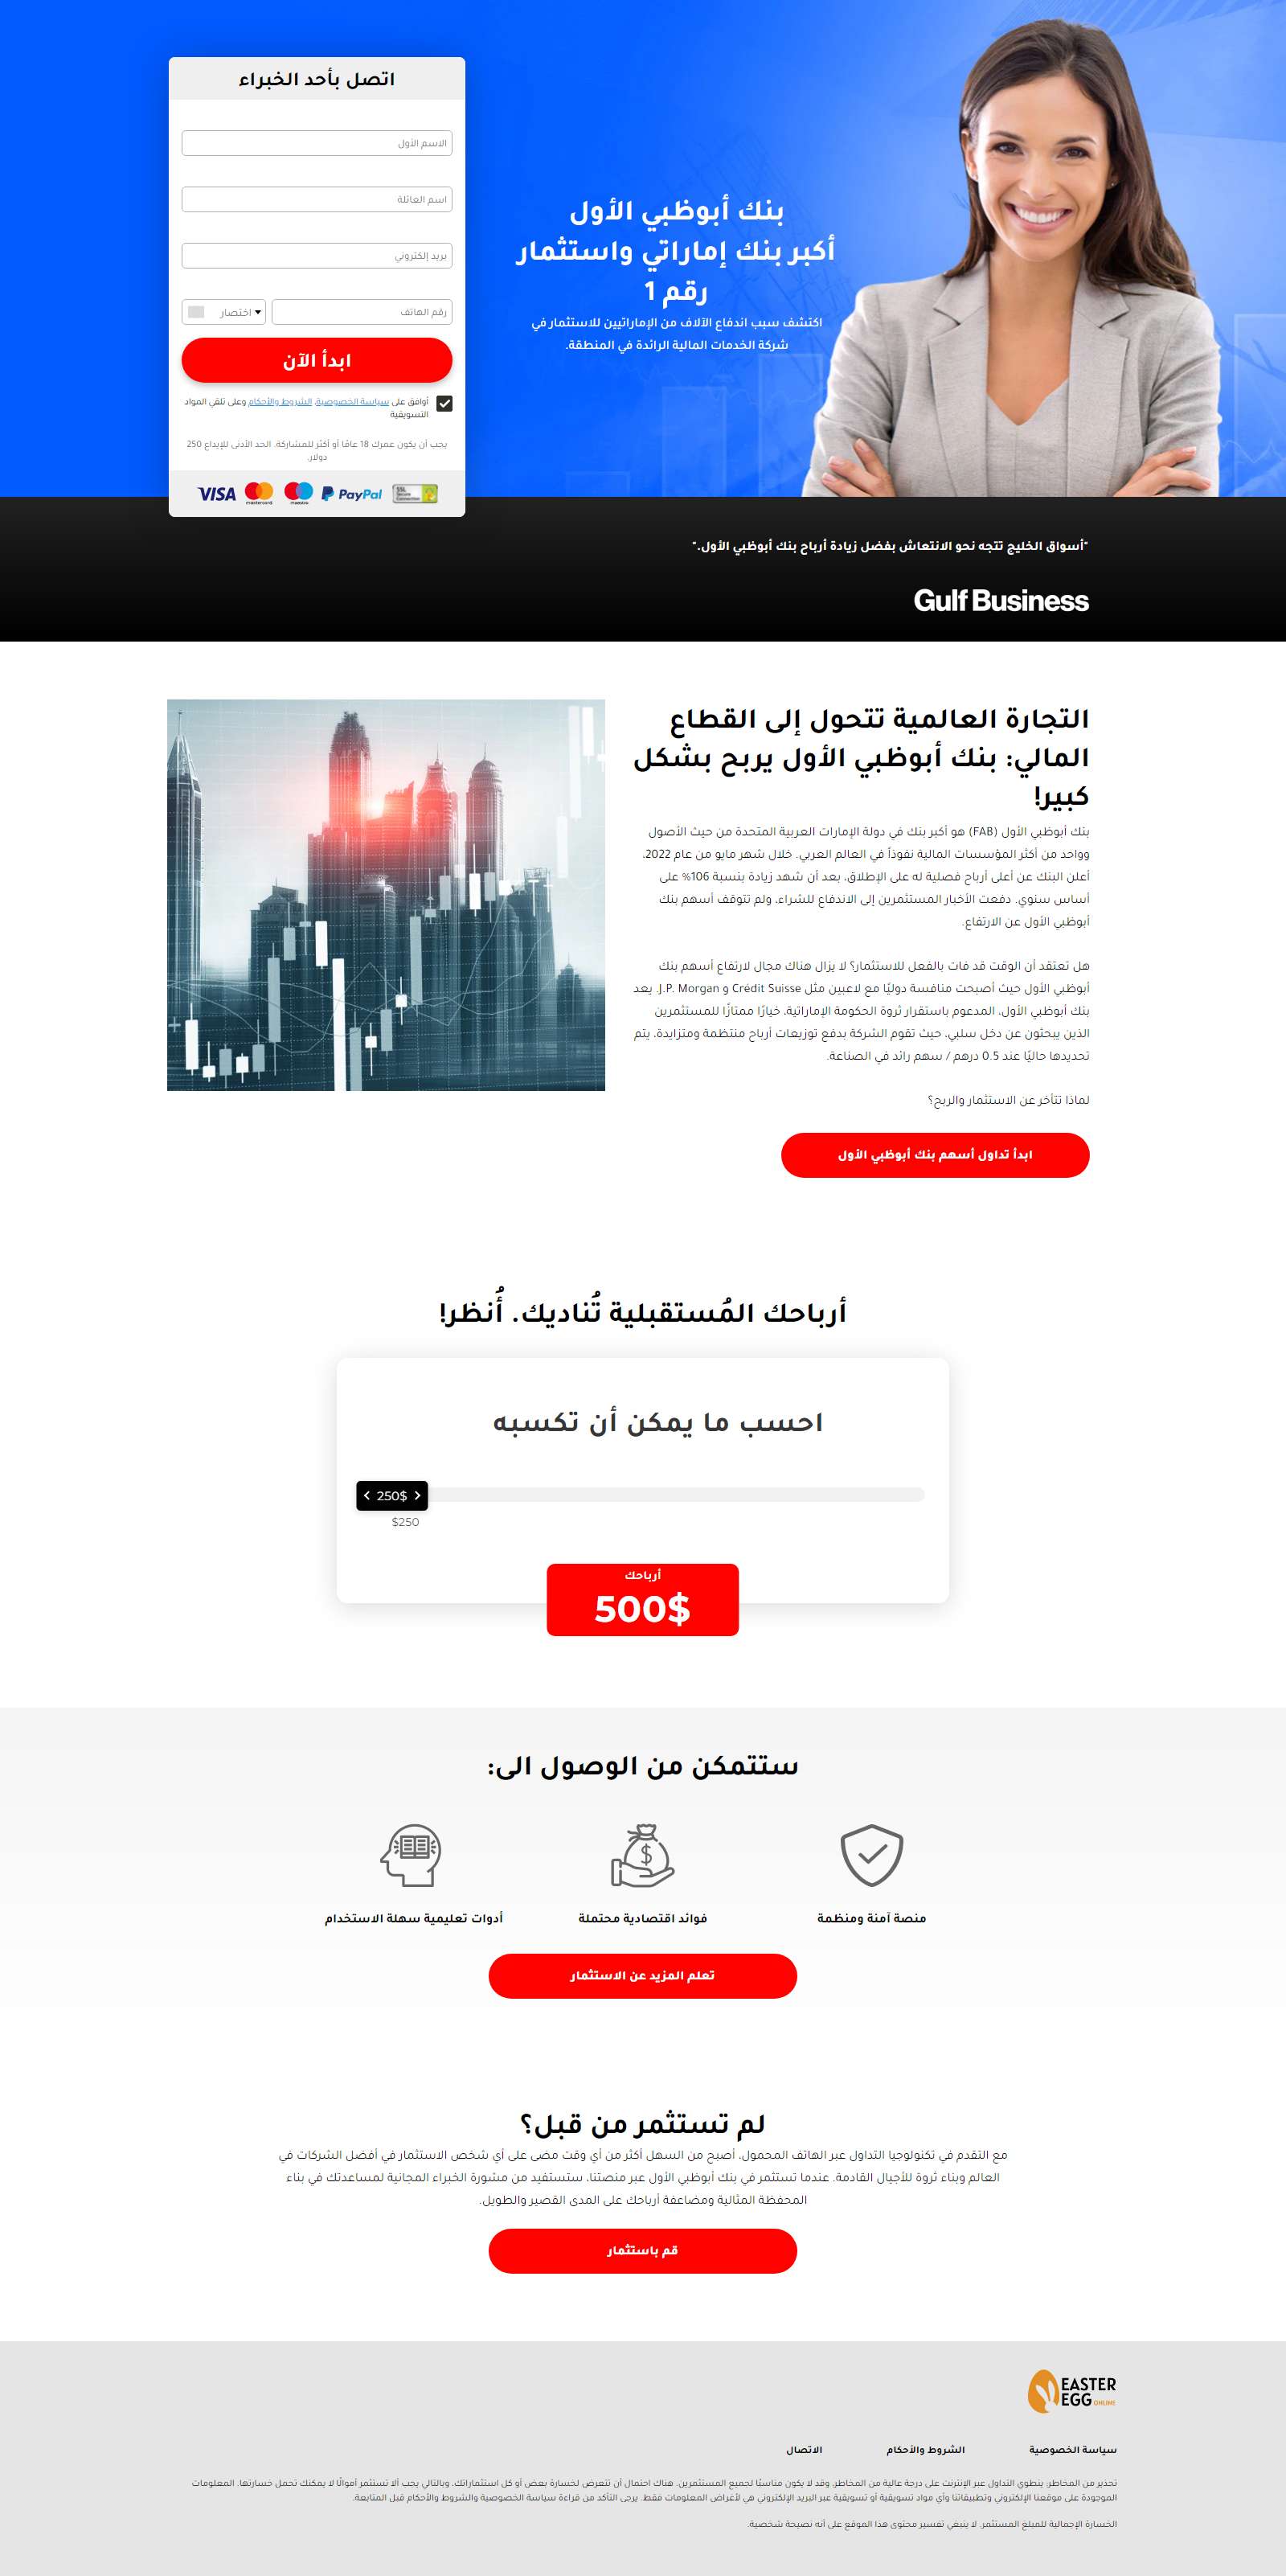 اتصل بأحد الخبراء
الاسم الأول
اسم العائلة
بريد إلكتروني
رقم الهاتف
اختصار
ابدأ الآن
أوافق على سياسة الخصوصية, الشروط والأحكام وعلى تلقي المواد
التسويقية
يجب أن يكون عمرك 18 عامًا أو أكثر للمشاركة. الحد الأدنى للإيداع 250
دولار.
VISA
mastercard
maestro
PayPal
SSL
Secure
Connection
بنك أبوظبي الأول
أكبر بنك إماراتي واستثمار
رقم 1
اكتشف سبب اندفاع الآلاف من الإماراتيين للاستثمار في
شركة الخدمات المالية الرائدة في المنطقة.
"أسواق الخليج تتجه نحو الانتعاش بفضل زيادة أرباح بنك أبوظبي الأول."
Gulf Business
التجارة العالمية تتحول إلى القطاع
المالي: بنك أبوظبي الأول يربح بشكل
كبير!
بنك أبوظبي الأول (FAB) هو أكبر بنك في دولة الإمارات العربية المتحدة من حيث الأصول
وواحد من أكثر المؤسسات المالية نفوذاً في العالم العربي. خلال شهر مايو من عام 2022،
أعلن البنك عن أعلى أرباح فصلية له على الإطلاق، بعد أن شهد زيادة بنسبة 106% على
أساس سنوي. دفعت الأخبار المستثمرين إلى الاندفاع للشراء، ولم تتوقف أسهم بنك
أبوظبي الأول عن الارتفاع.
هل تعتقد أن الوقت قد فات بالفعل للاستثمار؟ لا يزال هناك مجال لارتفاع أسهم بنك
أبوظبي الأول حيث أصبحت منافسة دوليًا مع لاعبين مثل Crédit Suisse و J.P. Morgan. يعد
بنك أبوظبي الأول، المدعوم باستقرار ثروة الحكومة الإماراتية، خيارًا ممتازًا للمستثمرين
الذين يبحثون عن دخل سلبي، حيث تقوم الشركة بدفع توزيعات أرباح منتظمة ومتزايدة، يتم
تحديدها حاليًا عند 0.5 درهم / سهم رائد في الصناعة.
لماذا تتأخر عن الاستثمار والربح؟
ابدأ تداول أسهم بنك أبوظبي الأول
أرباحك المُستقبلية تُناديك. أُنظر!
احسب ما يمكن أن تكسبه
250$
$250
أرباحك
500$
ستتمكن من الوصول الى:
منصة آمنة ومنظمة
فوائد اقتصادية محتملة
أدوات تعليمية سهلة الاستخدام
تعلم المزيد عن الاستثمار
لم تستثمر من قبل؟
مع التقدم في تكنولوجيا التداول عبر الهاتف المحمول، أصبح من السهل أكثر من أي وقت مضى على أي شخص الاستثمار في أفضل الشركات في
العالم وبناء ثروة للأجيال القادمة. عندما تستثمر في بنك أبوظبي الأول عبر منصتنا، ستستفيد من مشورة الخبراء المجانية لمساعدتك في بناء
المحفظة المثالية ومضاعفة أرباحك على المدى القصير والطويل.
قم باستثمار
EASTER
EGG ONLINE
سياسة الخصوصية
الشروط والأحكام
الاتصال
تحذير من المخاطر: ينطوي التداول عبر الإنترنت على درجة عالية من المخاطر، وقد لا يكون مناسبًا لجميع المستثمرين. هناك احتمال أن تتعرض لخسارة بعض أو كل استثماراتك، وبالتالي يجب ألا تستثمر أموالًا لا يمكنك تحمل خسارتها. المعلومات
الموجودة على موقعنا الإلكتروني وتطبيقاتنا وأي مواد تسويقية أو تسويقية عبر البريد الإلكتروني هي لأغراض المعلومات فقط. يرجى التأكد من قراءة سياسة الخصوصية والشروط والأحكام قبل المتابعة.
الخسارة الإجمالية للمبلغ المستثمر. لا ينبغي تفسير محتوى هذا الموقع على أنه نصيحة شخصية.